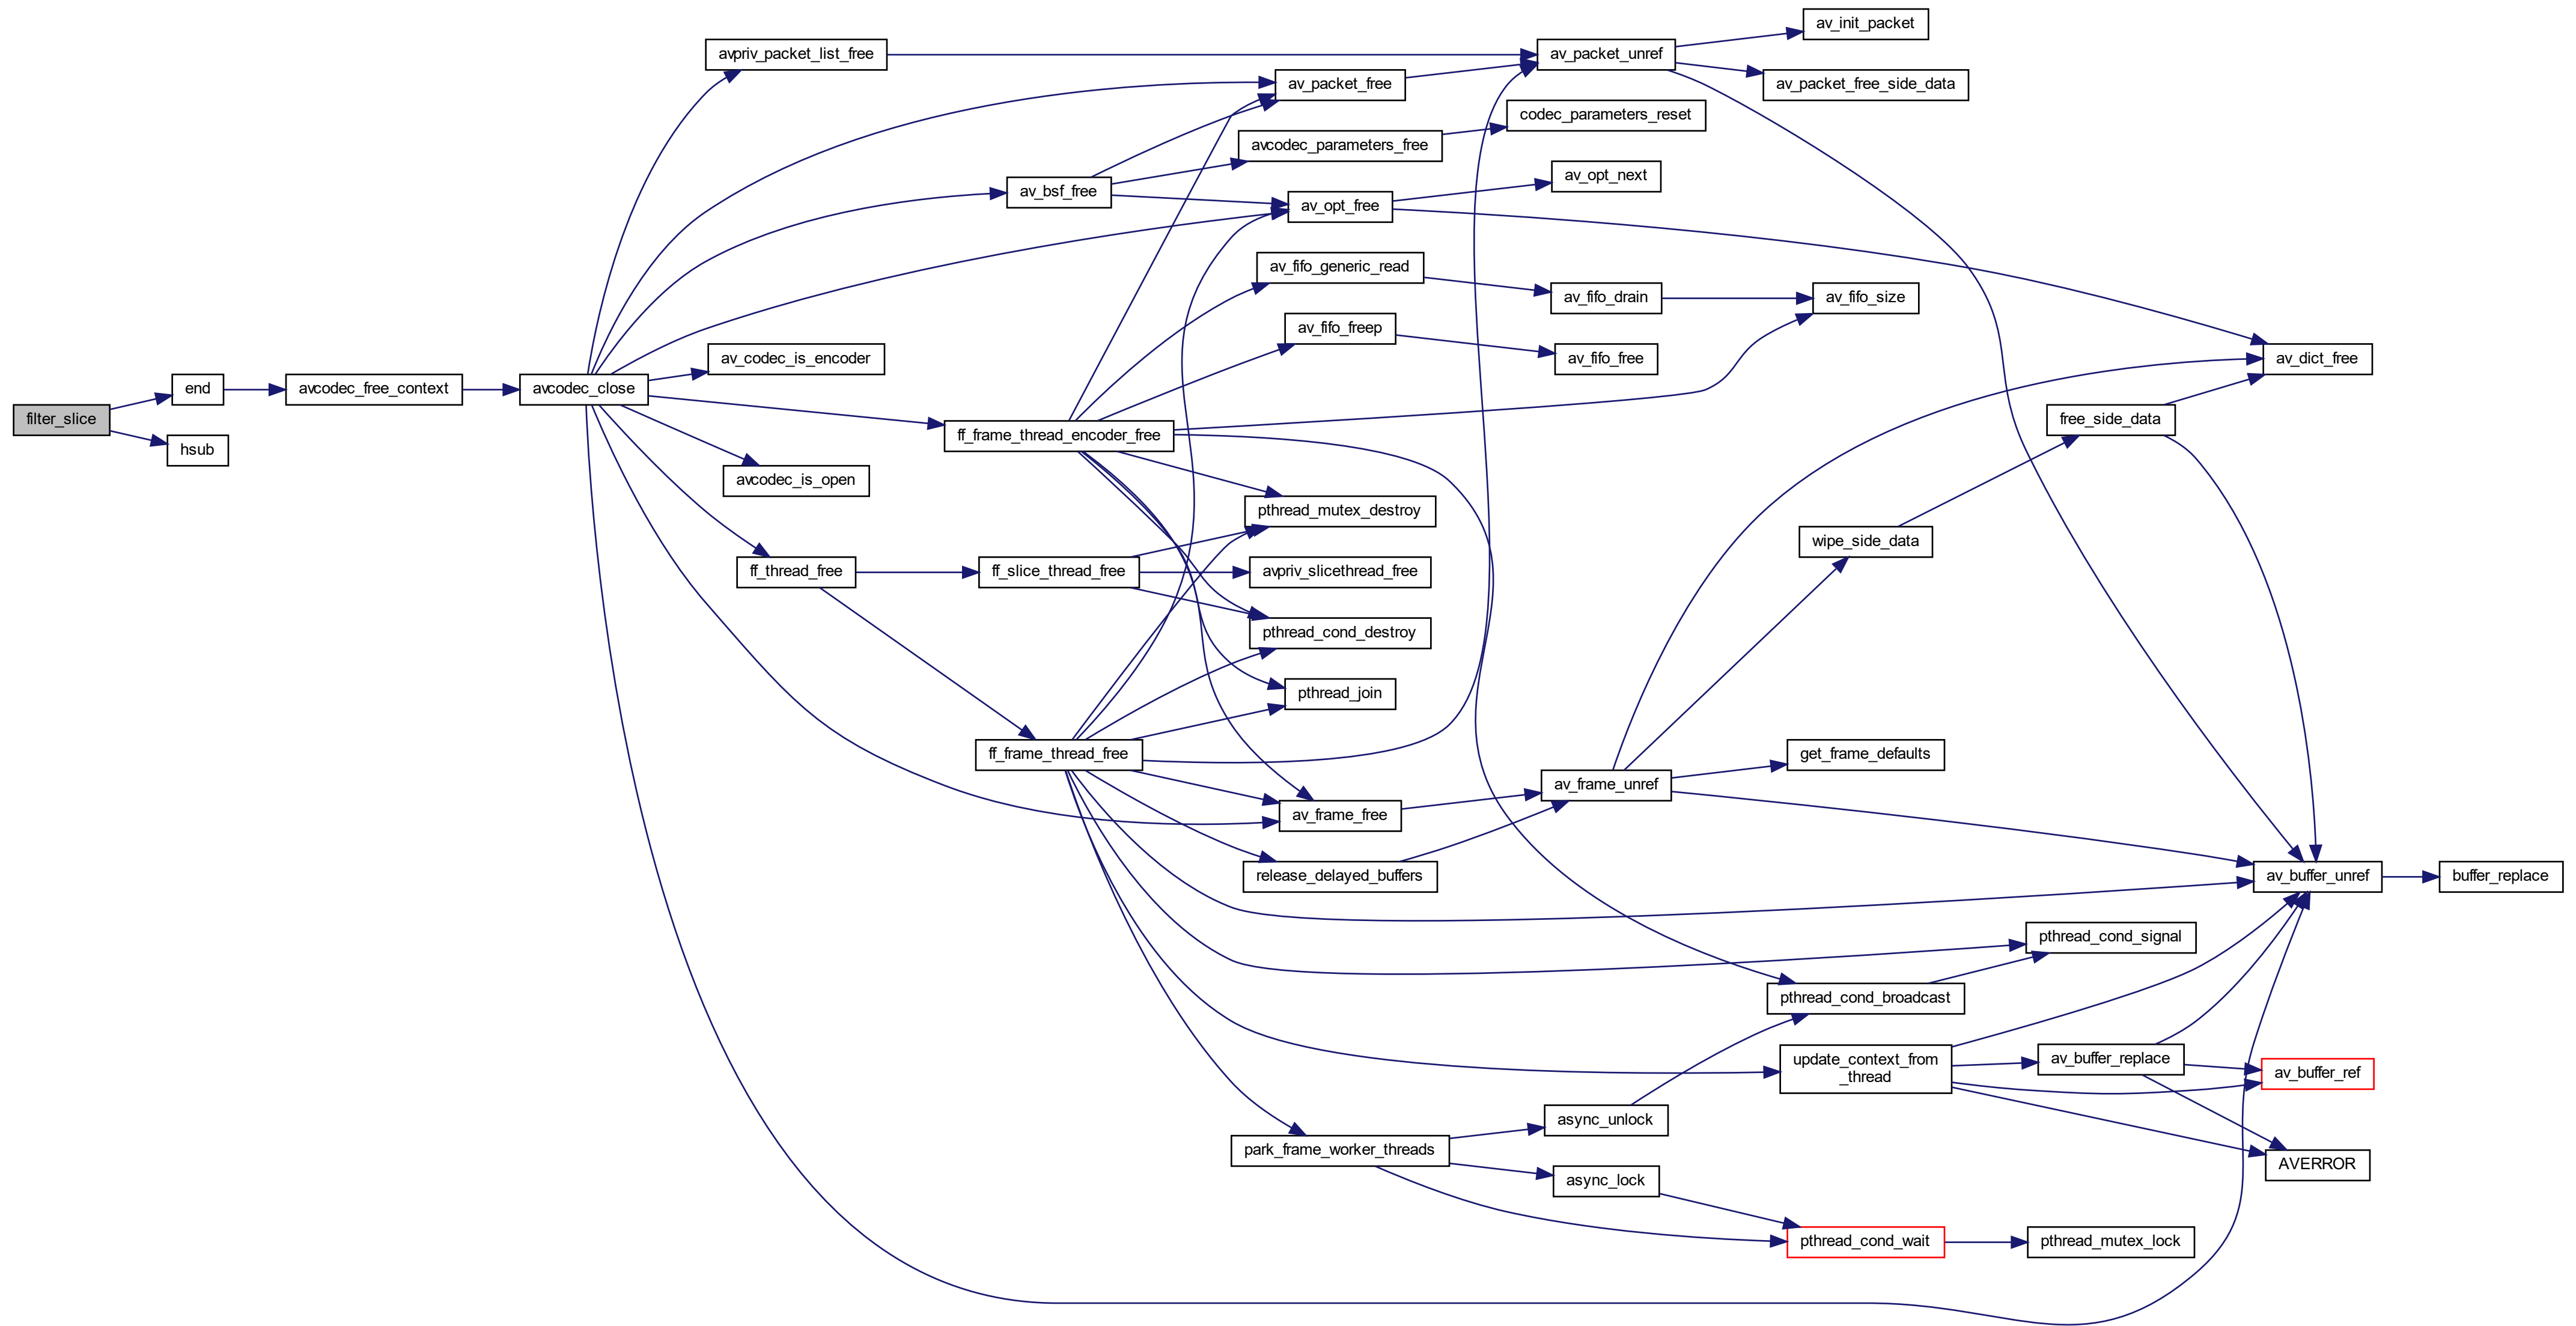 filter_slice
end
hsub
avcodec_free_context
avcodec_close
avpriv_packet_list_free
av_codec_is_encoder
avcodec_is_open
ff_thread_free
av_bsf_free
ff_frame_thread_encoder_free
ff_slice_thread_free
ff_frame_thread_free
av_packet_free
avcodec_parameters_free
av_opt_free
av_fifo_generic_read
av_fifo_freep
pthread_mutex_destroy
avpriv_slicethread_free
pthread_cond_destroy
pthread_join
av_frame_free
release_delayed_buffers
park_frame_worker_threads
av_packet_unref
codec_parameters_reset
av_opt_next
av_fifo_drain
av_fifo_free
av_frame_unref
async_unlock
async_lock
av_init_packet
av_packet_free_side_data
av_fifo_size
wipe_side_data
get_frame_defaults
pthread_cond_broadcast
update_context_from
_thread
pthread_cond_wait
free_side_data
pthread_cond_signal
av_buffer_replace
pthread_mutex_lock
av_dict_free
av_buffer_unref
av_buffer_ref
AVERROR
buffer_replace